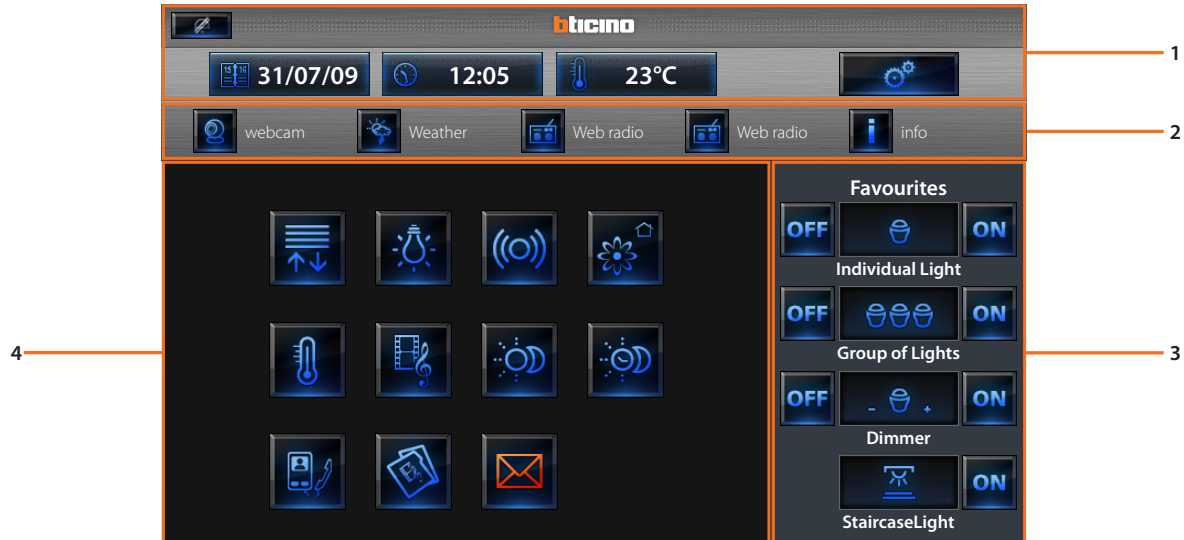 bticino
31/07/09
12:05
23°C
1
webcam
Weather
Web radio
Web radio
info
2
Favourites
OFF
ON
Individual Light
OFF
ON
Group of Lights
3
4
OFF
- +
ON
Dimmer
ON
StaircaseLight